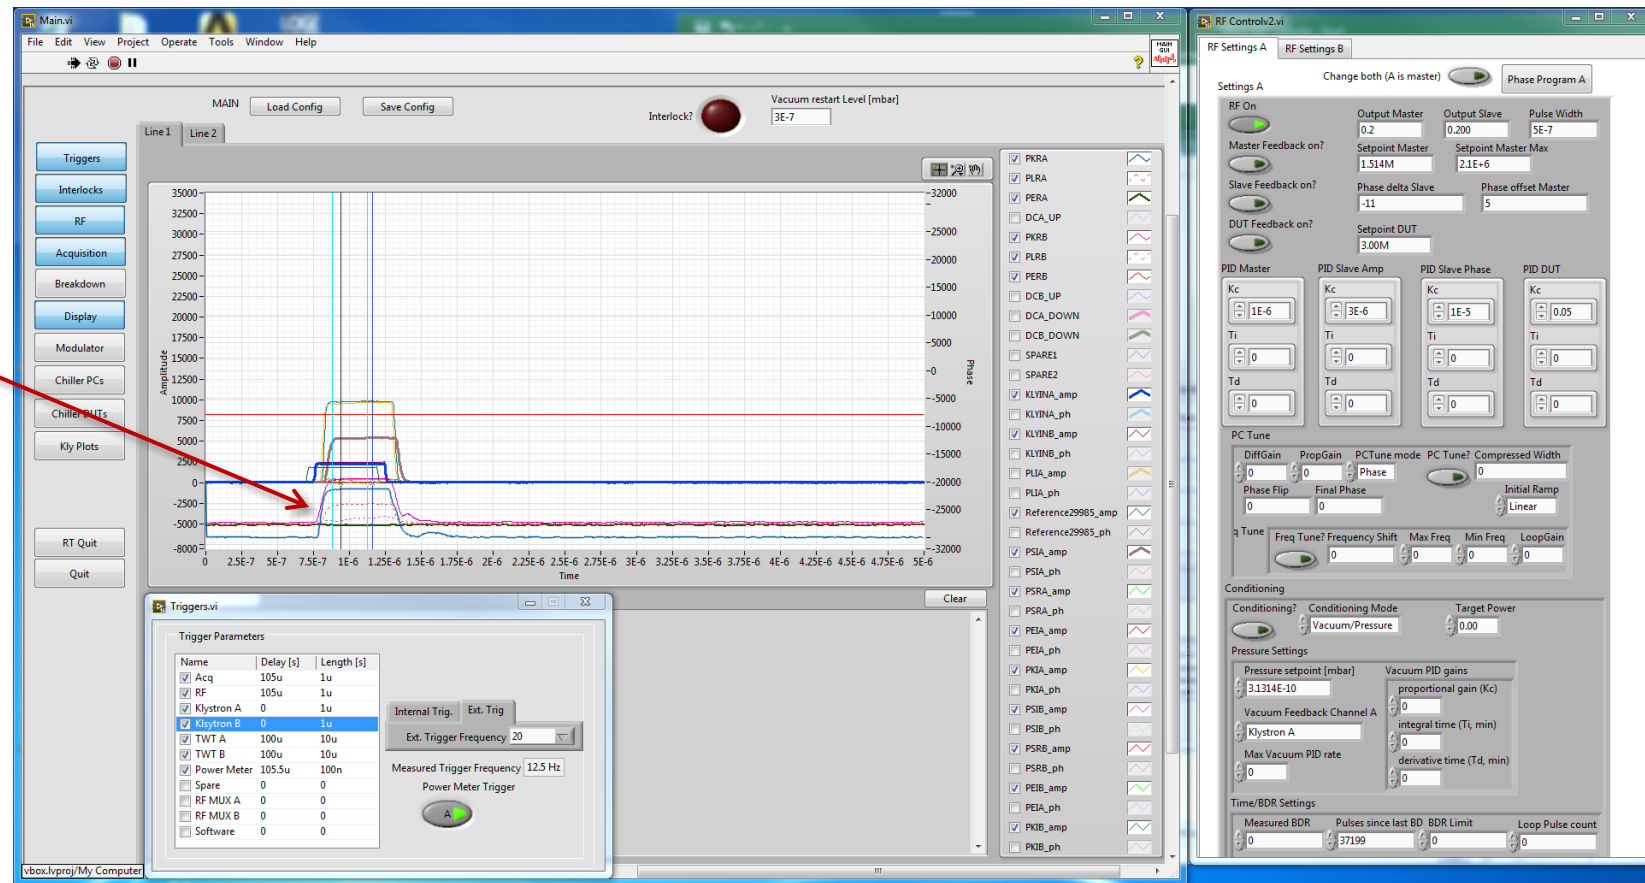 Main.vi
File Edit View Project Operate Tools Window Help
MAIN GUI
MAIN Load Config Save Config
Interlock?
Vacuum restart Level [mbar]
3E-7
Line 1 Line 2
Triggers
Interlocks
RF
Acquisition
Breakdown
Display
Modulator
Chiller PCs
Chiller DUTs
Kly Plots
RT Quit
Quit
35000
32500
30000
27500
25000
22500
20000
17500
15000
12500
10000
7500
5000
2500
0
-2500
-5000
-8000
Amplitude
-32000
-25000
-20000
-15000
-10000
-5000
-0
-5000
-10000
-15000
-20000
-25000
-32000
Phase
0 2.5E-7 5E-7 7.5E-7 1E-6 1.25E-6 1.5E-6 1.75E-6 2E-6 2.25E-6 2.5E-6 2.75E-6 3E-6 3.25E-6 3.5E-6 3.75E-6 4E-6 4.25E-6 4.5E-6 4.75E-6 5E-6
Time
PKRA
PLRA
PERA
DCA_UP
PKRB
PLRB
PERB
DCB_UP
DCA_DOWN
DCB_DOWN
SPARE1
SPARE2
KLYINA_amp
KLYINA_ph
KLYINB_amp
KLYINB_ph
PLIA_amp
PLIA_ph
Reference29985_amp
Reference29985_ph
PSIA_amp
PSIA_ph
PSRA_amp
PSRA_ph
PEIA_amp
PEIA_ph
PKIA_amp
PKIA_ph
PSIB_amp
PSIB_ph
PSRB_amp
PSRB_ph
PEIB_amp
PEIA_ph
PKIB_amp
PKIB_ph
Clear
Triggers.vi
Trigger Parameters
Name Delay [s] Length [s]
Acq 105u 1u
RF 105u 1u
Klystron A 0 1u
Klsytron B 0 1u
TWT A 100u 10u
TWT B 100u 10u
Power Meter 105.5u 100n
Spare 0 0
RF MUX A 0 0
RF MUX B 0 0
Software 0 0
Internal Trig. Ext. Trig
Ext. Trigger Frequency 20
Measured Trigger Frequency 12.5 Hz
Power Meter Trigger
A
vbox.lvproj/My Computer
RF Controlv2.vi
RF Settings A RF Settings B
Change both (A is master) Phase Program A
Settings A
RF On
Output Master Output Slave Pulse Width
0.2 0.200 5E-7
Master Feedback on?
Setpoint Master Setpoint Master Max
1.514M 2.1E+6
Slave Feedback on?
Phase delta Slave Phase offset Master
-11 5
DUT Feedback on?
Setpoint DUT
3.00M
PID Master PID Slave Amp PID Slave Phase PID DUT
Kc Kc Kc Kc
1E-6 3E-6 1E-5 0.05
Ti Ti Ti Ti
0 0 0 0
Td Td Td Td
0 0 0 0
PC Tune
DiffGain PropGain PCTune mode PC Tune? Compressed Width
0 0 Phase 0
Phase Flip Final Phase Initial Ramp
0 0 Linear
q Tune
Freq Tune? Frequency Shift Max Freq Min Freq LoopGain
0 0 0 0
Conditioning
Conditioning? Conditioning Mode Target Power
Vacuum/Pressure 0.00
Pressure Settings
Pressure setpoint [mbar] Vacuum PID gains
3.1314E-10 proportional gain (Kc)
0
Vacuum Feedback Channel A integral time (Ti, min)
Klystron A 0
Max Vacuum PID rate derivative time (Td, min)
0 0
Time/BDR Settings
Measured BDR Pulses since last BD BDR Limit Loop Pulse count
0 37199 0 0